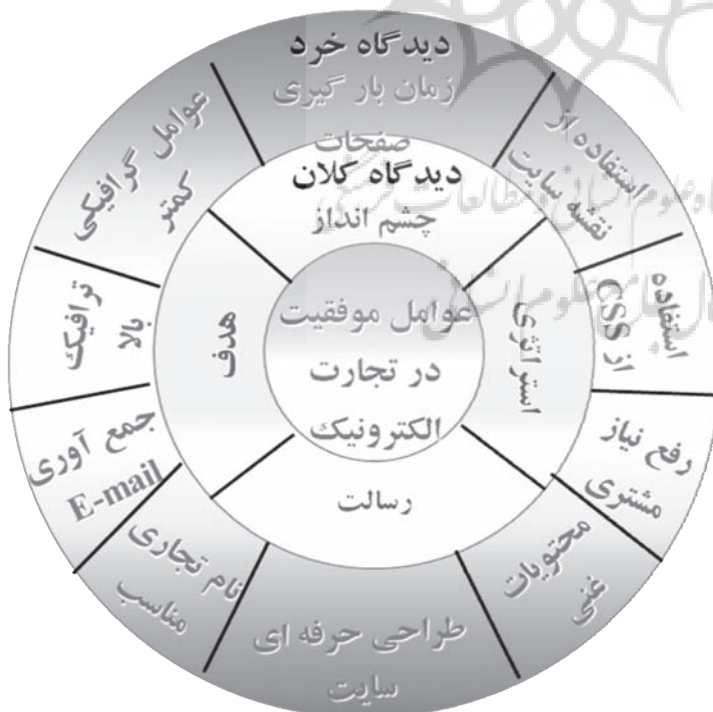 دیدگاه خرد
زمان بار گیری
صفحات
استفاده از
نقشه سایت
استفاده
از CSS
رفع نیاز
مشتری
محتویات
غنی
طراحی حرفه ای
سایت
نام تجاری
مناسب
جمع آوری
E-mail
ترافیک
بالا
عوامل گرافیکی
کمتر
دیدگاه کلان
چشم انداز
استراتژی
رسالت
هدف
عوامل موفقیت
در تجارت
الکترونیک